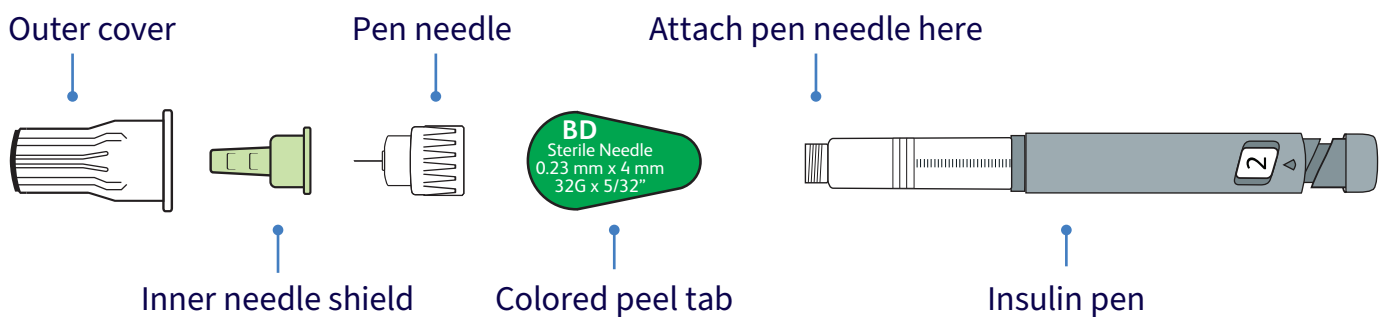 Outer cover
Pen needle
Attach pen needle here
BD
Sterile Needle
0.23 mm x 4 mm
32G x 5/32”
2
Inner needle shield
Colored peel tab
Insulin pen